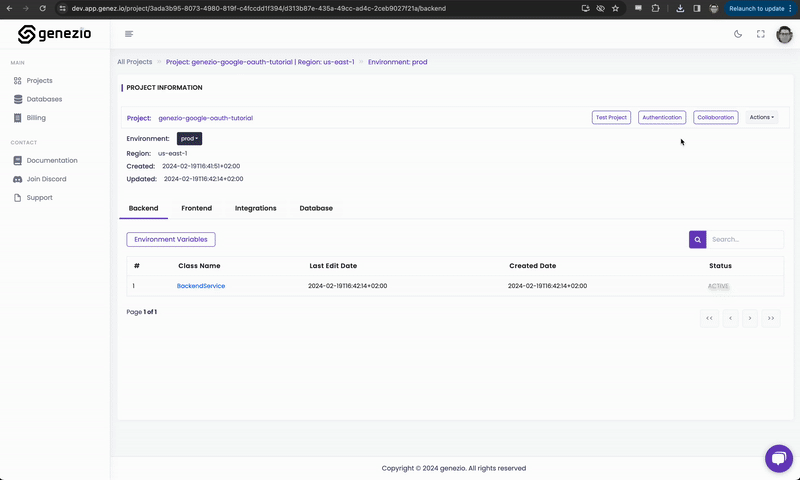 dev.app.genez.io/project/3ada3b95-8073-4980-819f-c4fccdd1f394/d313b87e-435a-49cc-ad4c-2ceb9027f21a/backend
Relaunch to update
genezio
MAIN
Projects
Databases
Billing
CONTACT
Documentation
Join Discord
Support
All Projects > Project: genezio-google-oauth-tutorial | Region: us-east-1 > Environment: prod
PROJECT INFORMATION
Project: genezio-google-oauth-tutorial
Test Project Authentication Collaboration Actions
Environment: prod
Region: us-east-1
Created: 2024-02-19T16:41:51+02:00
Updated: 2024-02-19T16:42:14+02:00
Backend Frontend Integrations Database
Environment Variables
Search...
# Class Name Last Edit Date Created Date Status
1 BackendService 2024-02-19T16:42:14+02:00 2024-02-19T16:42:14+02:00 ACTIVE
Page 1 of 1
<< < > >>
Copyright © 2024 genezio. All rights reserved